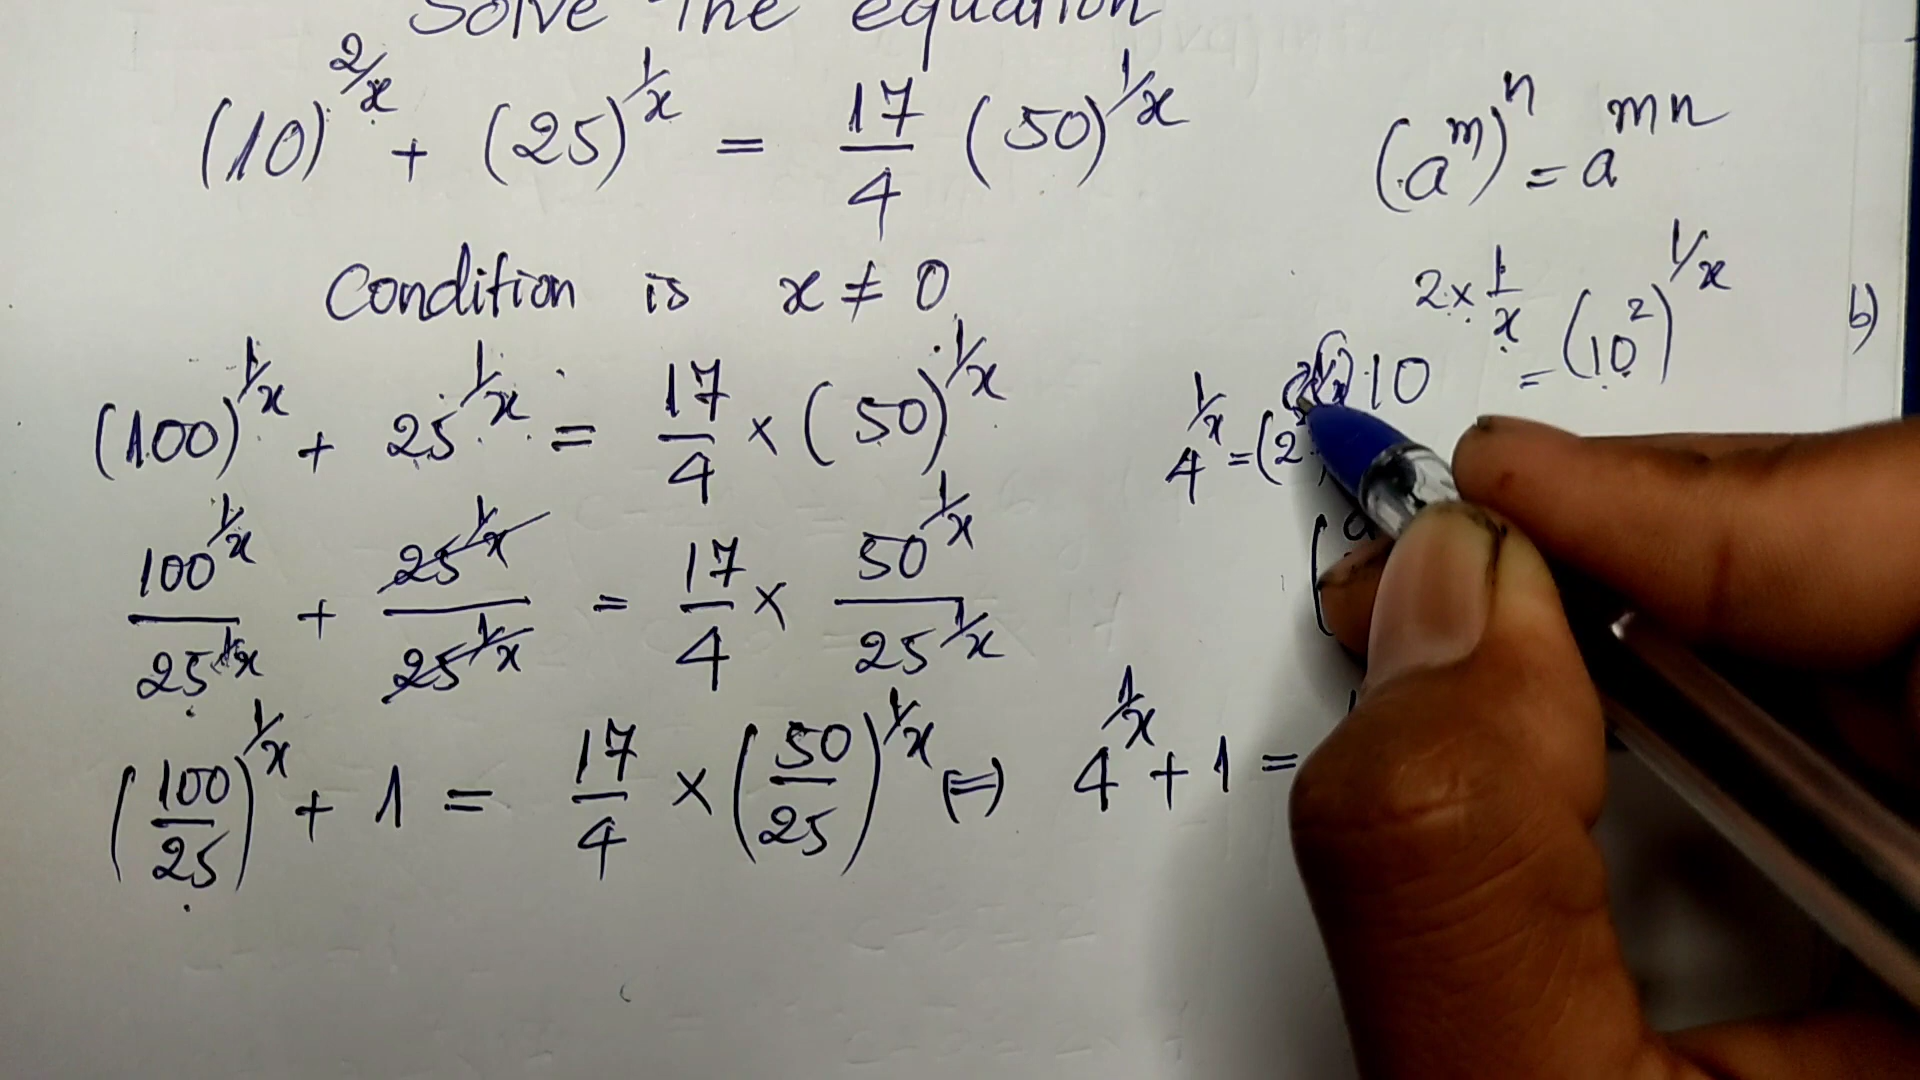 Solve the equation
(10)^{2/x} + (25)^{1/x} = 17/4 (50)^{1/x}
Condition is x ≠ 0
(100)^{1/x} + 25^{1/x} = 17/4 × (50)^{1/x}
100^{1/x}/25^{1/x} + 25^{1/x}/25^{1/x} = 17/4 × 50^{1/x}/25^{1/x}
(100/25)^{1/x} + 1 = 17/4 × (50/25)^{1/x} (=) 4^{1/x} + 1 =
(a^m)^n = a^{mn}
10^{2×1/x} = (10^2)^{1/x}
4^{1/x} = (2
b)